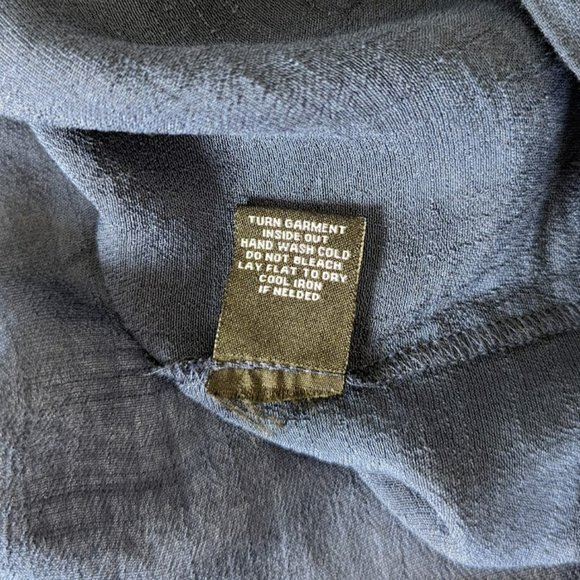 TURN GARMENT
INSIDE OUT
HAND WASH COLD
DO NOT BLEACH
LAY FLAT TO DRY
COOL IRON
IF NEEDED